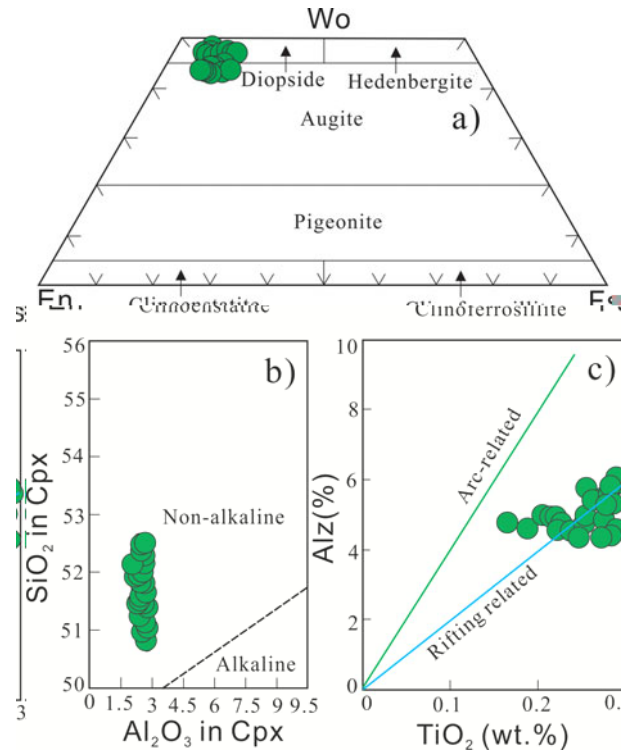 Wo
Diopside Hedenbergite
Augite
a)
Pigeonite
b)
SiO₂ in Cpx
56
55
54
53
52
51
50
Non-alkaline
Alkaline
0 1.5 3 4.5 6 7.5 9.5
Al₂O₃ in Cpx
c)
Alz(%)
10
8
6
4
2
0
Arc-related
Rifting related
0 0.1 0.2
TiO₂ (wt.%)
3